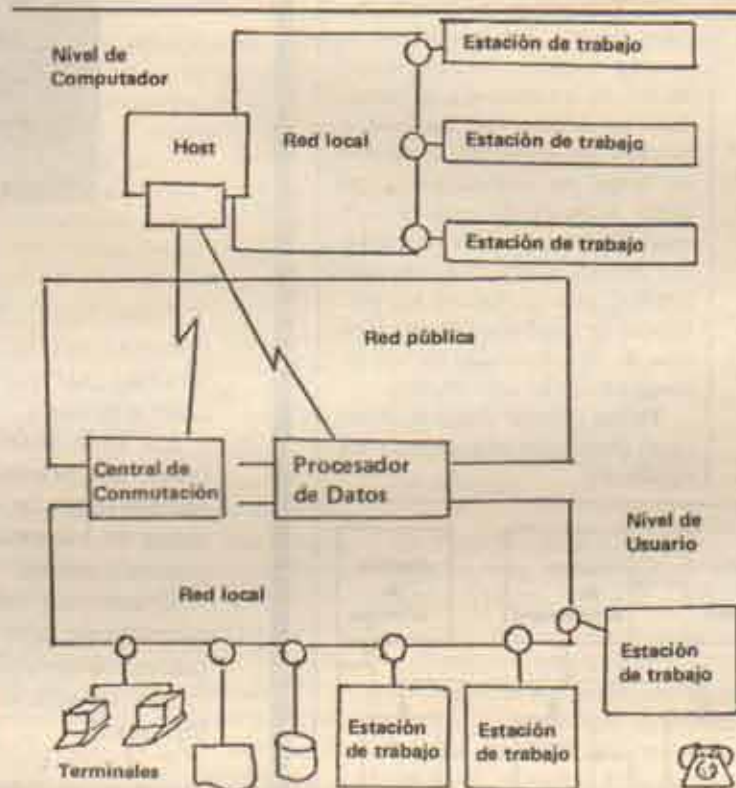 Nivel de
Computador
Estación de trabajo
Host
Red local
Estación de trabajo
Estación de trabajo
Red pública
Central de
Conmutación
Procesador
de Datos
Nivel de
Usuario
Red local
Estación
de trabajo
Estación
de trabajo
Estación
de trabajo
Terminales